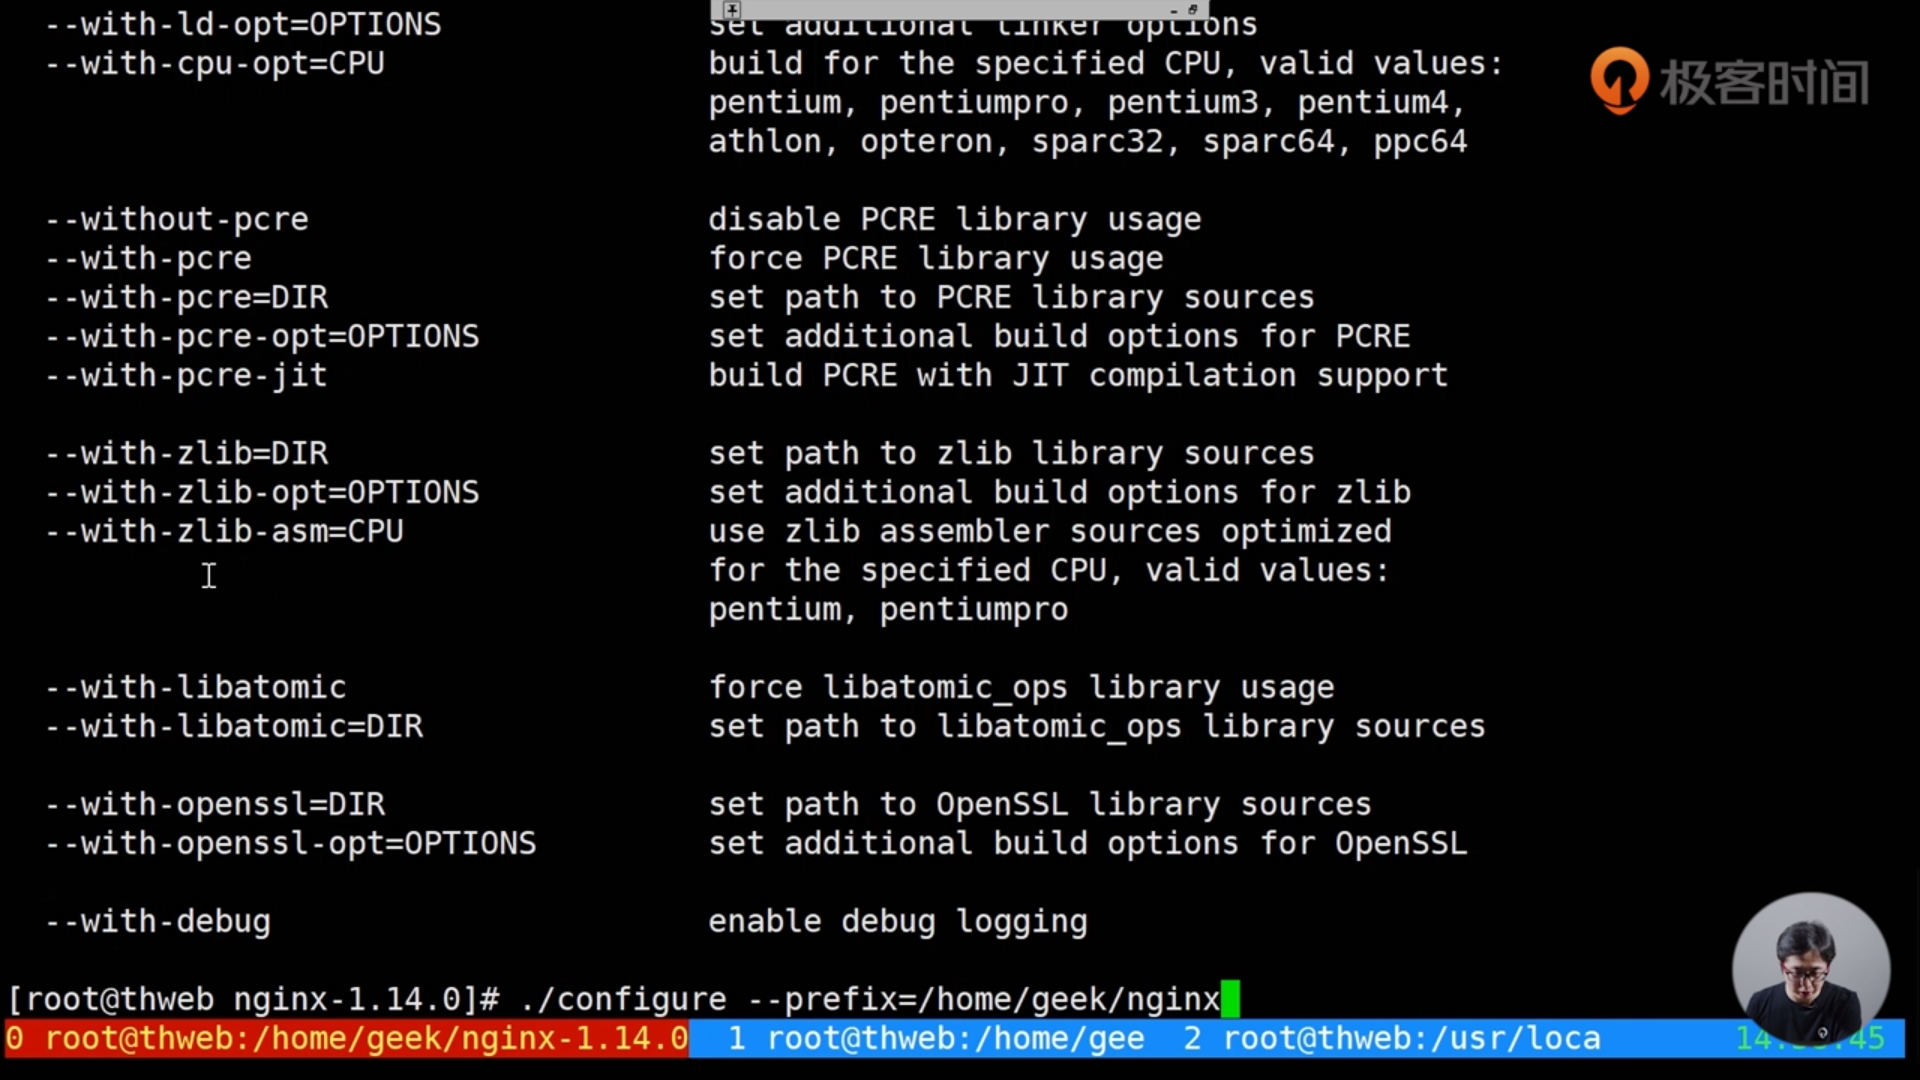 --with-ld-opt=OPTIONS set additional linker options
--with-cpu-opt=CPU build for the specified CPU, valid values:
pentium, pentiumpro, pentium3, pentium4,
athlon, opteron, sparc32, sparc64, ppc64
极客时间
--without-pcre disable PCRE library usage
--with-pcre force PCRE library usage
--with-pcre=DIR set path to PCRE library sources
--with-pcre-opt=OPTIONS set additional build options for PCRE
--with-pcre-jit build PCRE with JIT compilation support
--with-zlib=DIR set path to zlib library sources
--with-zlib-opt=OPTIONS set additional build options for zlib
--with-zlib-asm=CPU use zlib assembler sources optimized
for the specified CPU, valid values:
pentium, pentiumpro
--with-libatomic force libatomic_ops library usage
--with-libatomic=DIR set path to libatomic_ops library sources
--with-openssl=DIR set path to OpenSSL library sources
--with-openssl-opt=OPTIONS set additional build options for OpenSSL
--with-debug enable debug logging
[root@thweb nginx-1.14.0]# ./configure --prefix=/home/geek/nginx
0 root@thweb:/home/geek/nginx-1.14.0 1 root@thweb:/home/gee 2 root@thweb:/usr/loca